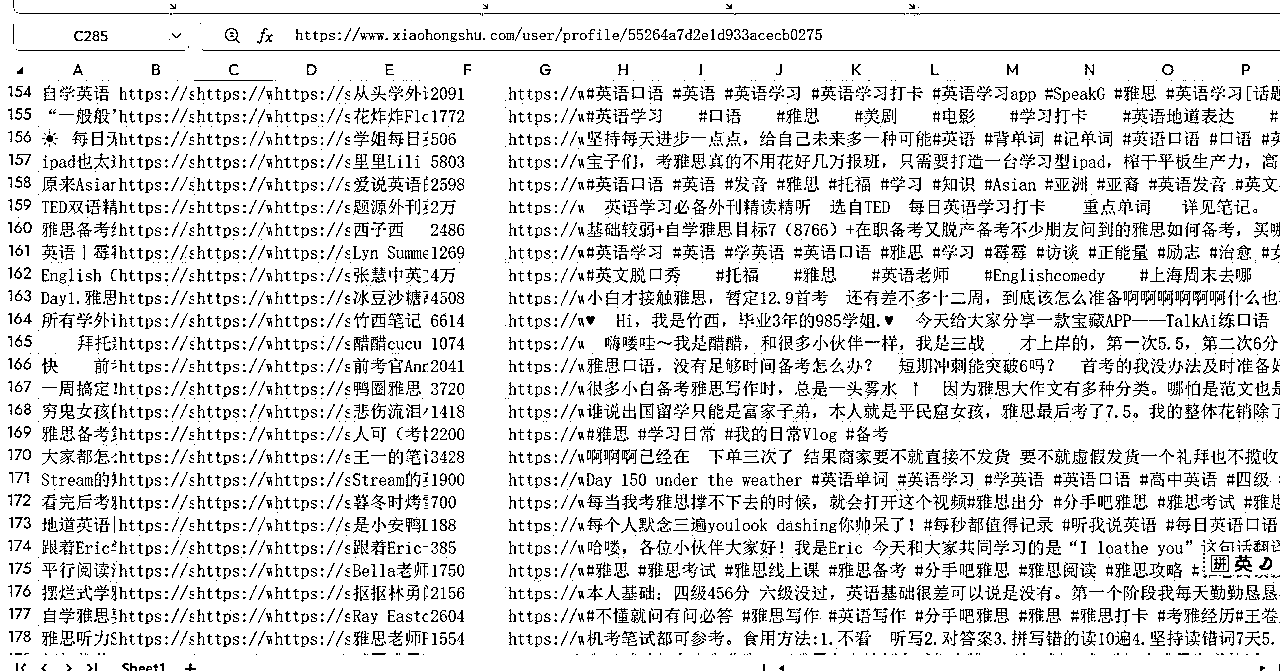 C285 fx https://www.xiaohongshu.com/user/profile/55264a7d2e1d933acecb0275
A B C D E F G H I J K L M N O P
154 自学英语 https://s https://w https://s 从头学外 2091 https://w #英语口语 #英语 #英语学习 #英语学习打卡 #英语学习app #SpeakG #雅思 #英语学习[话题
155 “一般般” https://s https://w https://s 花炸炸Flo 1772 https://w #英语学习 #口语 #雅思 #美剧 #电影 #学习打卡 #英语地道表达 #
156 ☀ 每日 https://s https://w https://s 学姐每日 506 https://w 坚持每天进步一点点，给自己未来多一种可能#英语 #背单词 #记单词 #英语口语 #口语 #英
157 ipad也太 https://s https://w https://s 里里Lili 5803 https://w 宝子们，考雅思真的不用花好几万报班，只需要打造一台学习型ipad，榨干平板生产力，高
158 原来Asian https://s https://w https://s 爱说英语 2598 https://w #英语口语 #英语 #发音 #雅思 #托福 #学习 #知识 #Asian #亚洲 #亚裔 #英语发音 #英文
159 TED双语精 https://s https://w https://s 题源外刊 2万 https://w 英语学习必备外刊精读精听 选自TED 每日英语学习打卡 重点单词 详见笔记。
160 雅思备考 https://s https://w https://s 西子西 2486 https://w 基础较弱+自学雅思目标7（8766）+在职备考又脱产备考不少朋友问到的雅思如何备考，买
161 英语｜霉 https://s https://w https://s Lyn Summe 1269 https://w #英语学习 #英语 #学英语 #英语口语 #雅思 #学习 #霉霉 #访谈 #正能量 #励志 #治愈 #女
162 English C https://s https://w https://s 张慧中英 4万 https://w #英文脱口秀 #托福 #雅思 #英语老师 #Englishcomedy #上海周末去哪
163 Day1.雅思 https://s https://w https://s 冰豆沙糖 4508 https://w 小白才接触雅思，暂定12.9首考 还有差不多十二周，到底该怎么准备啊啊啊啊啊啊什么也
164 所有学外 https://s https://w https://s 竹西笔记 6614 https://w ♥ Hi，我是竹西，毕业3年的985学姐.♥ 今天给大家分享一款宝藏APP——TalkAi练口语
165 拜托 https://s https://w https://s 醋醋cucu 1074 https://w 嗨喽哇～我是醋醋，和很多小伙伴一样，我是三战 才上岸的，第一次5.5，第二次6分
166 快 前 https://s https://w https://s 前考官Ann 2041 https://w 雅思口语，没有足够时间备考怎么办？ 短期冲刺能突破6吗？ 首考的我没办法及时准备好
167 一周搞定 https://s https://w https://s 鸭圈雅思 3720 https://w 很多小白备考雅思写作时，总是一头雾水 ↑ 因为雅思大作文有多种分类。哪怕是范文也是
168 穷鬼女孩 https://s https://w https://s 悲伤流泪 1418 https://w 谁说出国留学只能是富家子弟，本人就是平民窟女孩，雅思最后考了7.5。我的整体花销除了
169 雅思备考 https://s https://w https://s 人可（考 2200 https://w #雅思 #学习日常 #我的日常Vlog #备考
170 大家都怎 https://s https://w https://s 王一的笔 3428 https://w 啊啊啊已经在 下单三次了 结果商家要不就直接不发货 要不就虚假发货一个礼拜也不揽收
171 Stream的 https://s https://w https://s Stream的 1900 https://w Day 150 under the weather #英语单词 #英语学习 #学英语 #英语口语 #高中英语 #四级
172 看完后考 https://s https://w https://s 暮冬时烤 700 https://w 每当我考雅思撑不下去的时候，就会打开这个视频#雅思出分 #分手吧雅思 #雅思考试 #雅思
173 地道英语| https://s https://w https://s 是小安鸭L 188 https://w 每个人默念三遍youlook dashing你帅呆了！#每秒都值得记录 #听我说英语 #每日英语口语
174 跟着Eric https://s https://w https://s 跟着Eric 385 https://w 哈喽，各位小伙伴大家好！我是Eric 今天和大家共同学习的是“I loathe you”这句话翻译
175 平行阅读 https://s https://w https://s Bella老师 1750 https://w #雅思 #雅思考试 #雅思线上课 #雅思备考 #分手吧雅思 #雅思阅读 #雅思攻略 拼 英
176 摆烂式学 https://s https://w https://s 抠抠林勇 2156 https://w 本人基础：四级456分 六级没过，英语基础很差可以说是没有。第一个阶段我每天勤勤恳恳
177 自学雅思 https://s https://w https://s Ray Eastc 2604 https://w #不懂就问有问必答 #雅思写作 #英语写作 #分手吧雅思 #雅思 #雅思打卡 #考雅经历#王卷
178 雅思听力 https://s https://w https://s 雅思老师 1554 https://w 机考笔试都可参考。食用方法:1.不看 听写2.对答案3.拼写错的读10遍4.坚持读错词7天5.
Sheet1 +